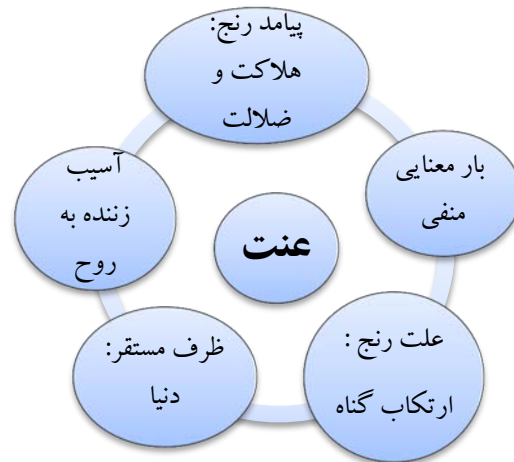 پیامد رنج:
هلاکت و
ضلالت
بار معنایی
منفی
علت رنج :
ارتکاب گناه
ظرف مستقر:
دنیا
آسیب
زننده به
روح
عنت